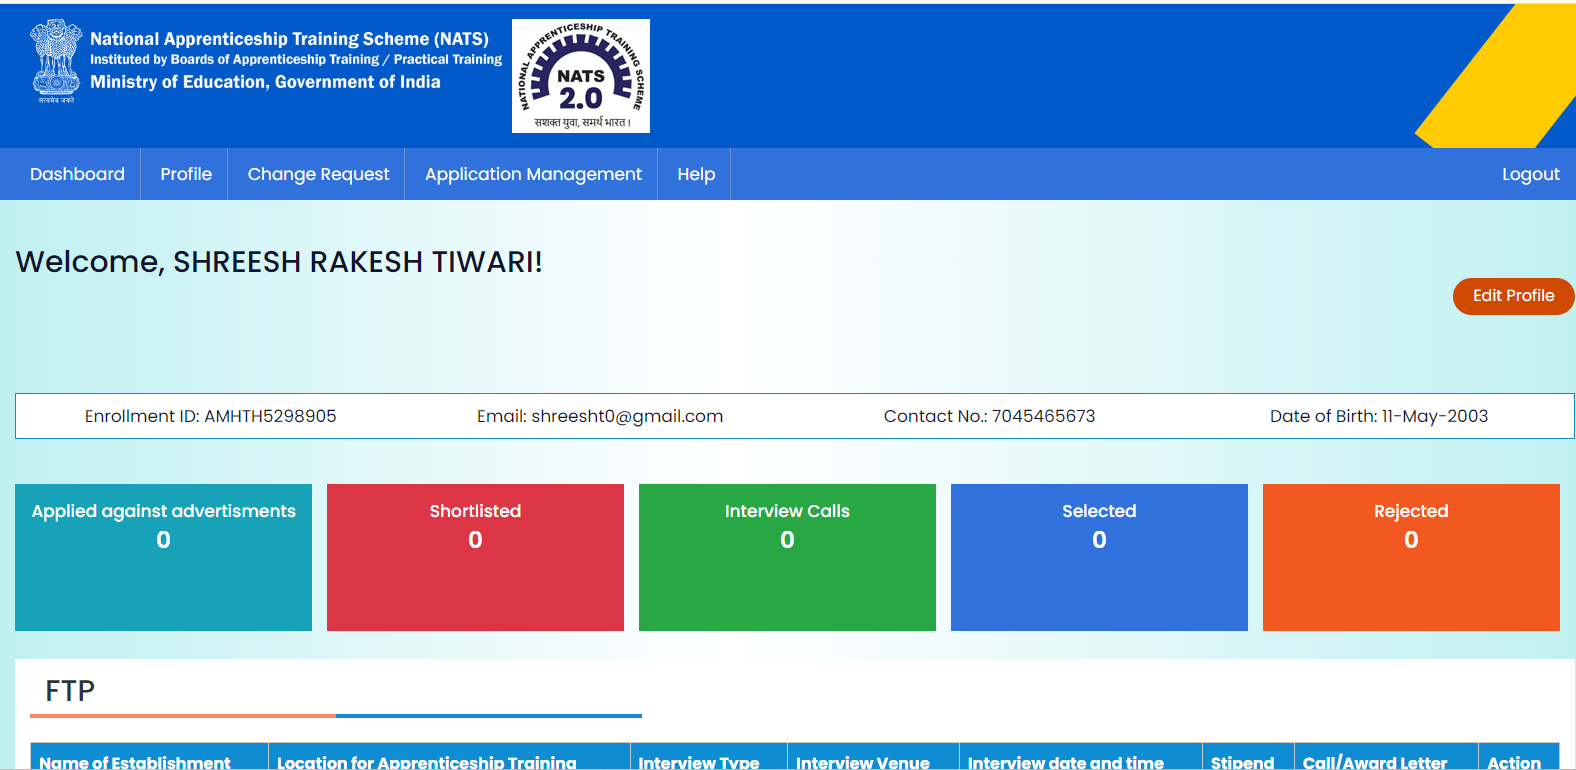 सत्यमेव जयते
National Apprenticeship Training Scheme (NATS)
Instituted by Boards of Apprenticeship Training / Practical Training
Ministry of Education, Government of India
NATIONAL APPRENTICESHIP TRAINING SCHEME
NATS
2.0
सशक्त युवा, समर्थ भारत !
Dashboard Profile Change Request Application Management Help Logout
Welcome, SHREESH RAKESH TIWARI!
Edit Profile
Enrollment ID: AMHTH5298905 Email: shreesht0@gmail.com Contact No.: 7045465673 Date of Birth: 11-May-2003
Applied against advertisments Shortlisted Interview Calls Selected Rejected
0 0 0 0 0
FTP
Name of Establishment Location for Apprenticeship Training Interview Type Interview Venue Interview date and time Stipend Call/Award Letter Action